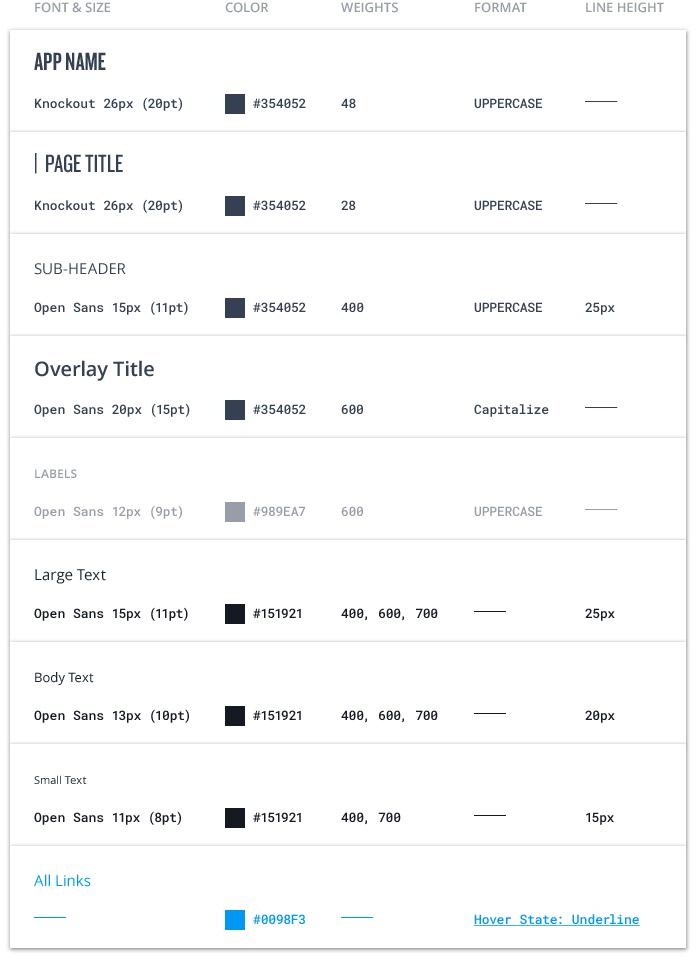 FONT & SIZE COLOR WEIGHTS FORMAT LINE HEIGHT
APP NAME
Knockout 26px (20pt) #354052 48 UPPERCASE
| PAGE TITLE
Knockout 26px (20pt) #354052 28 UPPERCASE
SUB-HEADER
Open Sans 15px (11pt) #354052 400 UPPERCASE 25px
Overlay Title
Open Sans 20px (15pt) #354052 600 Capitalize
LABELS
Open Sans 12px (9pt) #989EA7 600 UPPERCASE
Large Text
Open Sans 15px (11pt) #151921 400, 600, 700 25px
Body Text
Open Sans 13px (10pt) #151921 400, 600, 700 20px
Small Text
Open Sans 11px (8pt) #151921 400, 700 15px
All Links
#0098F3 Hover State: Underline